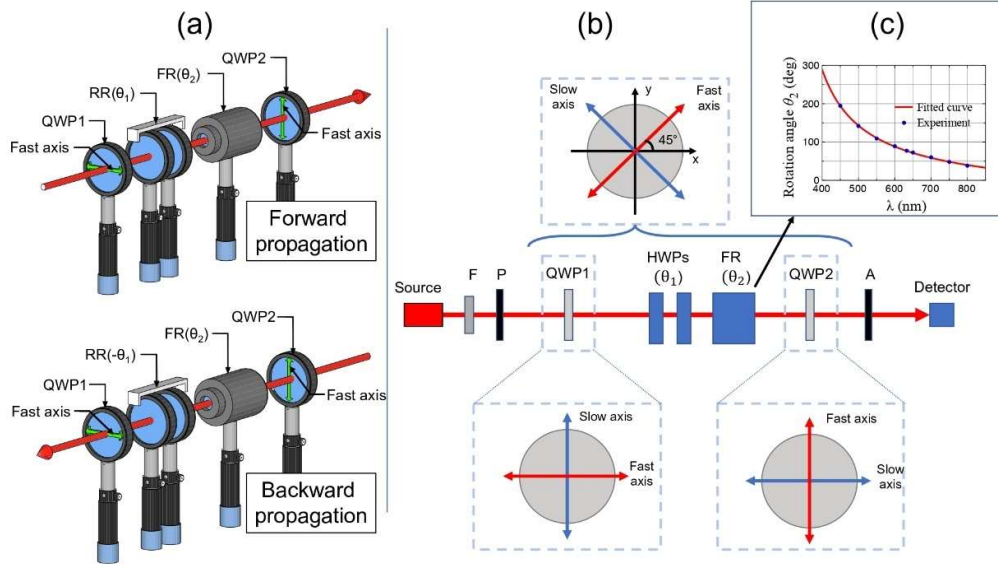 (a)
QWP2
FR(θ₂)
RR(θ₁)
QWP1
Fast axis
Fast axis
Forward
propagation
QWP2
FR(θ₂)
RR(-θ₁)
QWP1
Fast axis
Fast axis
Backward
propagation
(b)
Slow
axis
y
Fast
axis
45°
x
Source
F
P
QWP1
HWPs
(θ₁)
FR
(θ₂)
QWP2
A
Detector
Slow axis
Fast
axis
Fast axis
Slow
axis
(c)
Rotation angle θ₂ (deg)
300
200
100
0
Fitted curve
Experiment
400
500
600
700
800
λ (nm)